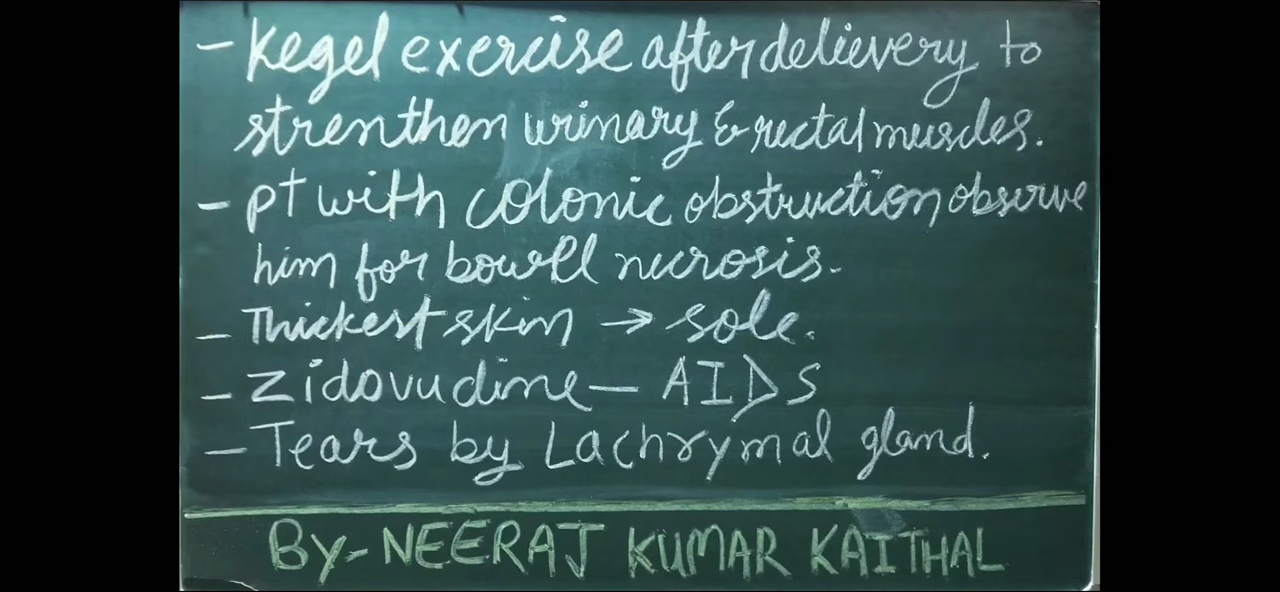 - Kegel exercise after delievery to
strenthen urinary & rectal muscles.
- pt with colonic obstruction observe
him for bowell necrosis.
- Thickest skin → sole.
- Zidovudine - AIDS
- Tears by Lachrymal gland.
By- NEERAJ KUMAR KAITHAL